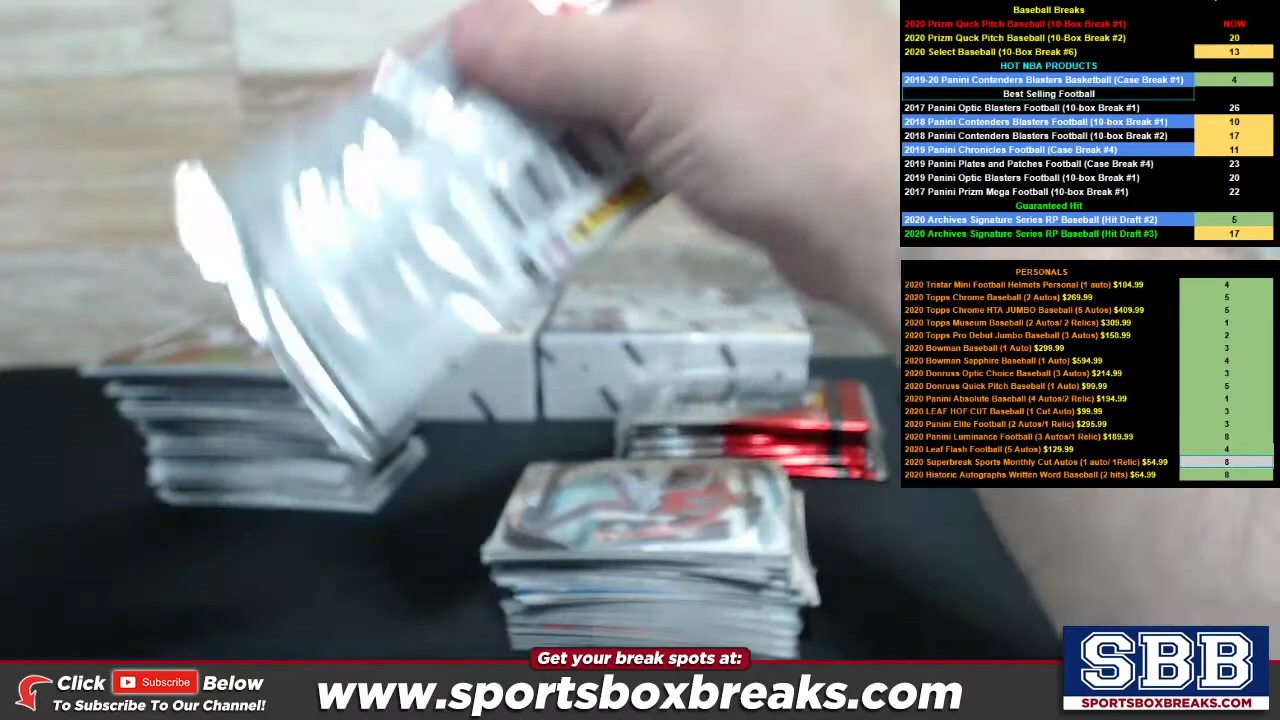 Baseball Breaks
2020 Prizm Quck Pitch Baseball (10-Box Break #1) NOW
2020 Prizm Quck Pitch Baseball (10-Box Break #2) 20
2020 Select Baseball (10-Box Break #6) 13
HOT NBA PRODUCTS
2019-20 Panini Contenders Blasters Basketball (Case Break #1) 4
Best Selling Football
2017 Panini Optic Blasters Football (10-box Break #1) 26
2018 Panini Contenders Blasters Football (10-box Break #1) 10
2018 Panini Contenders Blasters Football (10-box Break #2) 17
2019 Panini Chronicles Football (Case Break #4) 11
2019 Panini Plates and Patches Football (Case Break #4) 23
2019 Panini Optic Blasters Football (10-box Break #1) 20
2017 Panini Prizm Mega Football (10-box Break #1) 22
Guaranteed Hit
2020 Archives Signature Series RP Baseball (Hit Draft #2) 5
2020 Archives Signature Series RP Baseball (Hit Draft #3) 17
PERSONALS
2020 Tristar Mini Football Helmets Personal (1 auto) $104.99 4
2020 Topps Chrome Baseball (2 Autos) $269.99 5
2020 Topps Chrome HTA JUMBO Baseball (5 Autos) $409.99 5
2020 Topps Museum Baseball (2 Autos/ 2 Relics) $309.99 1
2020 Topps Pro Debut Jumbo Baseball (3 Autos) $158.99 2
2020 Bowman Baseball (1 Auto) $299.99 3
2020 Bowman Sapphire Baseball (1 Auto) $594.99 4
2020 Donruss Optic Choice Baseball (3 Autos) $214.99 3
2020 Donruss Quick Pitch Baseball (1 Auto) $99.99 5
2020 Panini Absolute Baseball (4 Autos/2 Relic) $194.99 1
2020 LEAF HOF CUT Baseball (1 Cut Auto) $99.99 3
2020 Panini Elite Football (2 Autos/1 Relic) $295.99 3
2020 Panini Luminance Football (3 Autos/1 Relic) $189.99 8
2020 Leaf Flash Football (5 Autos) $129.99 4
2020 Superbreak Sports Monthly Cut Autos (1 auto/ 1Relic) $54.99 8
2020 Historic Autographs Written Word Baseball (2 hits) $64.99 8
Get your break spots at:
Click Subscribe Below
To Subscribe To Our Channel!
www.sportsboxbreaks.com
SBB
SPORTSBOXBREAKS.COM